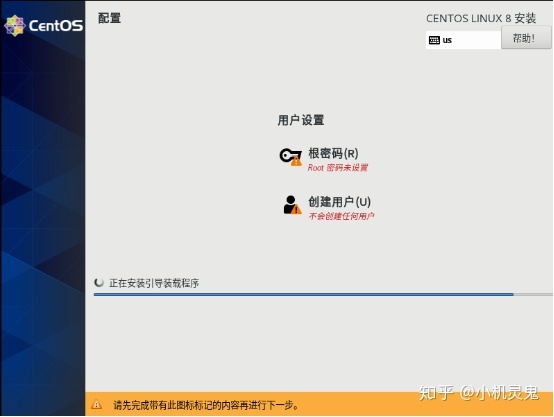 CentOS
配置
CENTOS LINUX 8 安装
us
帮助!
用户设置
根密码(R)
Root 密码未设置
创建用户(U)
不会创建任何用户
正在安装引导装载程序
请先完成带有此图标标记的内容再进行下一步。
知乎 @小机灵鬼